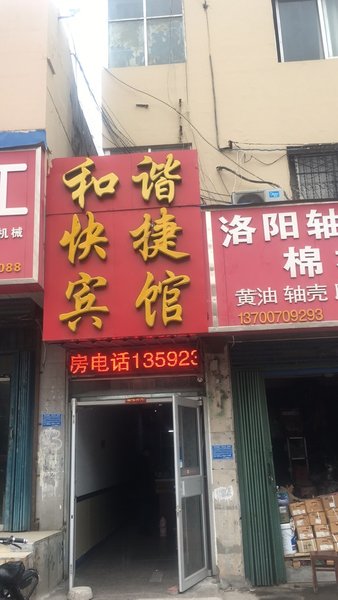 和谐
快捷
宾馆
房电话135923
洛阳轴
棉
黄油 轴壳
13700709293
工
机械
088